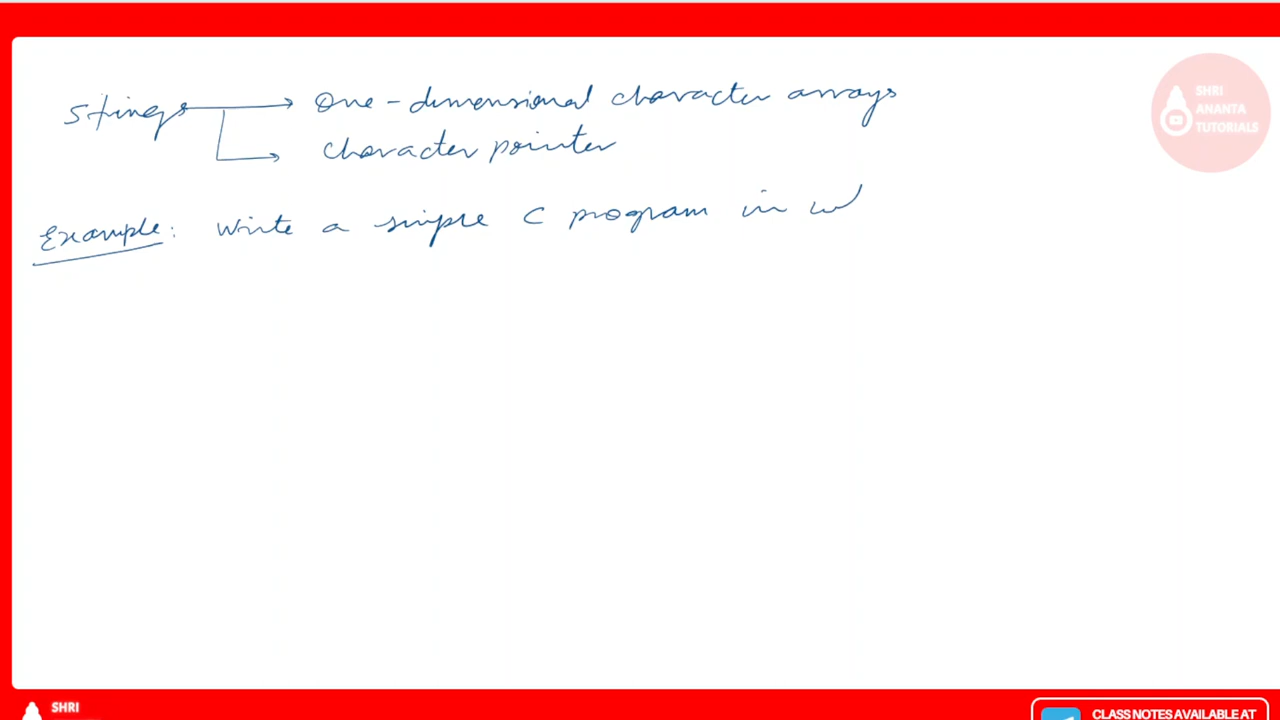 Stings → One-dimensional character arrays
→ character pointer
Example: Write a simple C program in w
SHRI
ANANTA
TUTORIALS
SHRI
CLASS NOTES AVAILABLE AT